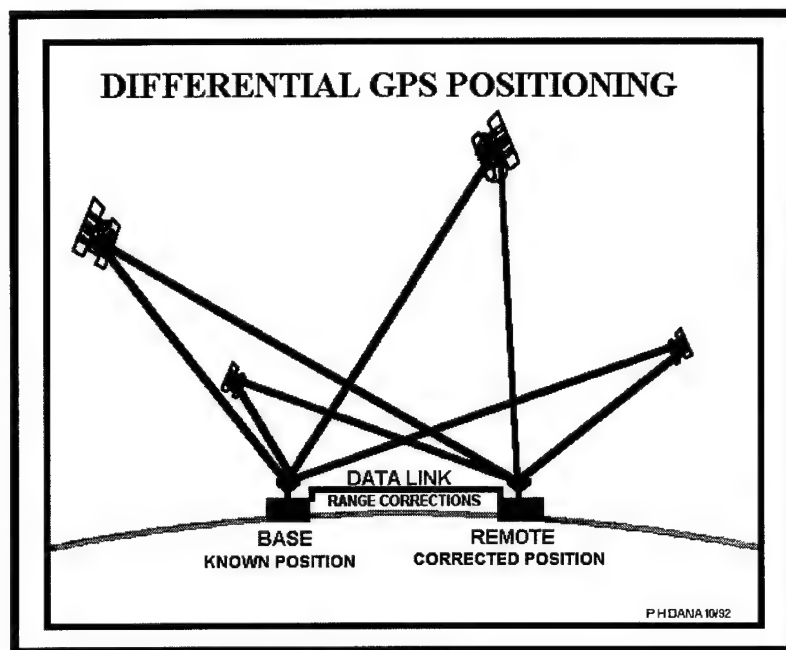 DIFFERENTIAL GPS POSITIONING
DATA LINK
RANGE CORRECTIONS
BASE
KNOWN POSITION
REMOTE
CORRECTED POSITION
P H DANA 10/92